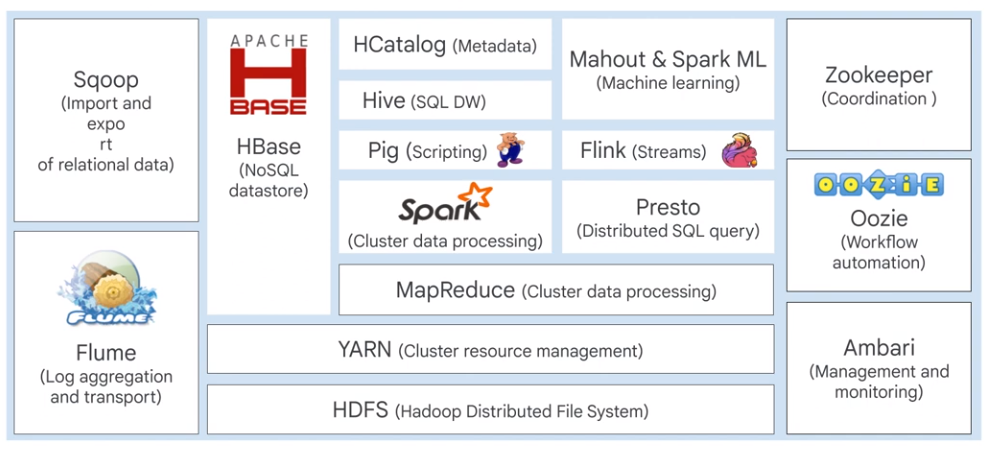 Sqoop
(Import and
expo
rt
of relational data)
FLUME
Flume
(Log aggregation
and transport)
APACHE
H
BASE
HBase
(NoSQL
datastore)
HCatalog (Metadata)
Hive (SQL DW)
Pig (Scripting)
Spark
(Cluster data processing)
Mahout & Spark ML
(Machine learning)
Flink (Streams)
Presto
(Distributed SQL query)
MapReduce (Cluster data processing)
YARN (Cluster resource management)
HDFS (Hadoop Distributed File System)
Zookeeper
(Coordination )
OOZiE
Oozie
(Workflow
automation)
Ambari
(Management and
monitoring)